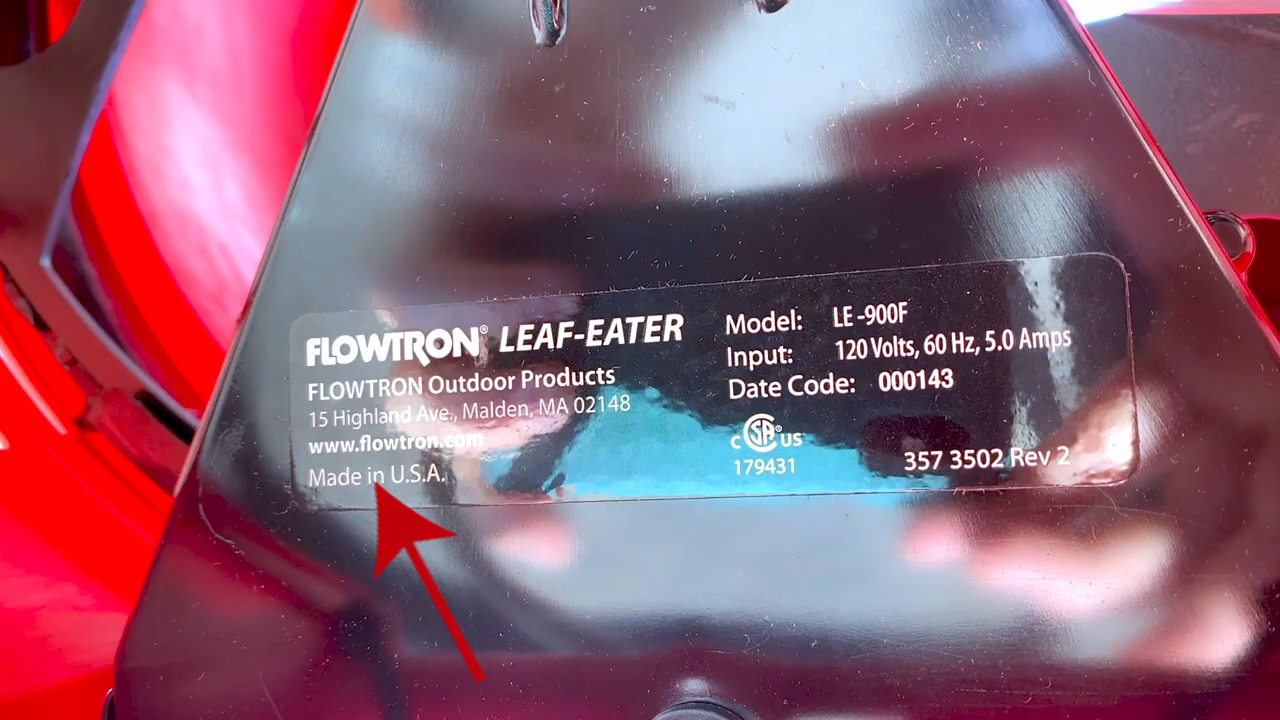 FLOWTRON® LEAF-EATER
FLOWTRON Outdoor Products
15 Highland Ave., Malden, MA 02148
www.flowtron.com
Made in U.S.A.
Model: LE-900F
Input: 120 Volts, 60 Hz, 5.0 Amps
Date Code: 000143
C SA® US
179431
357 3502 Rev 2